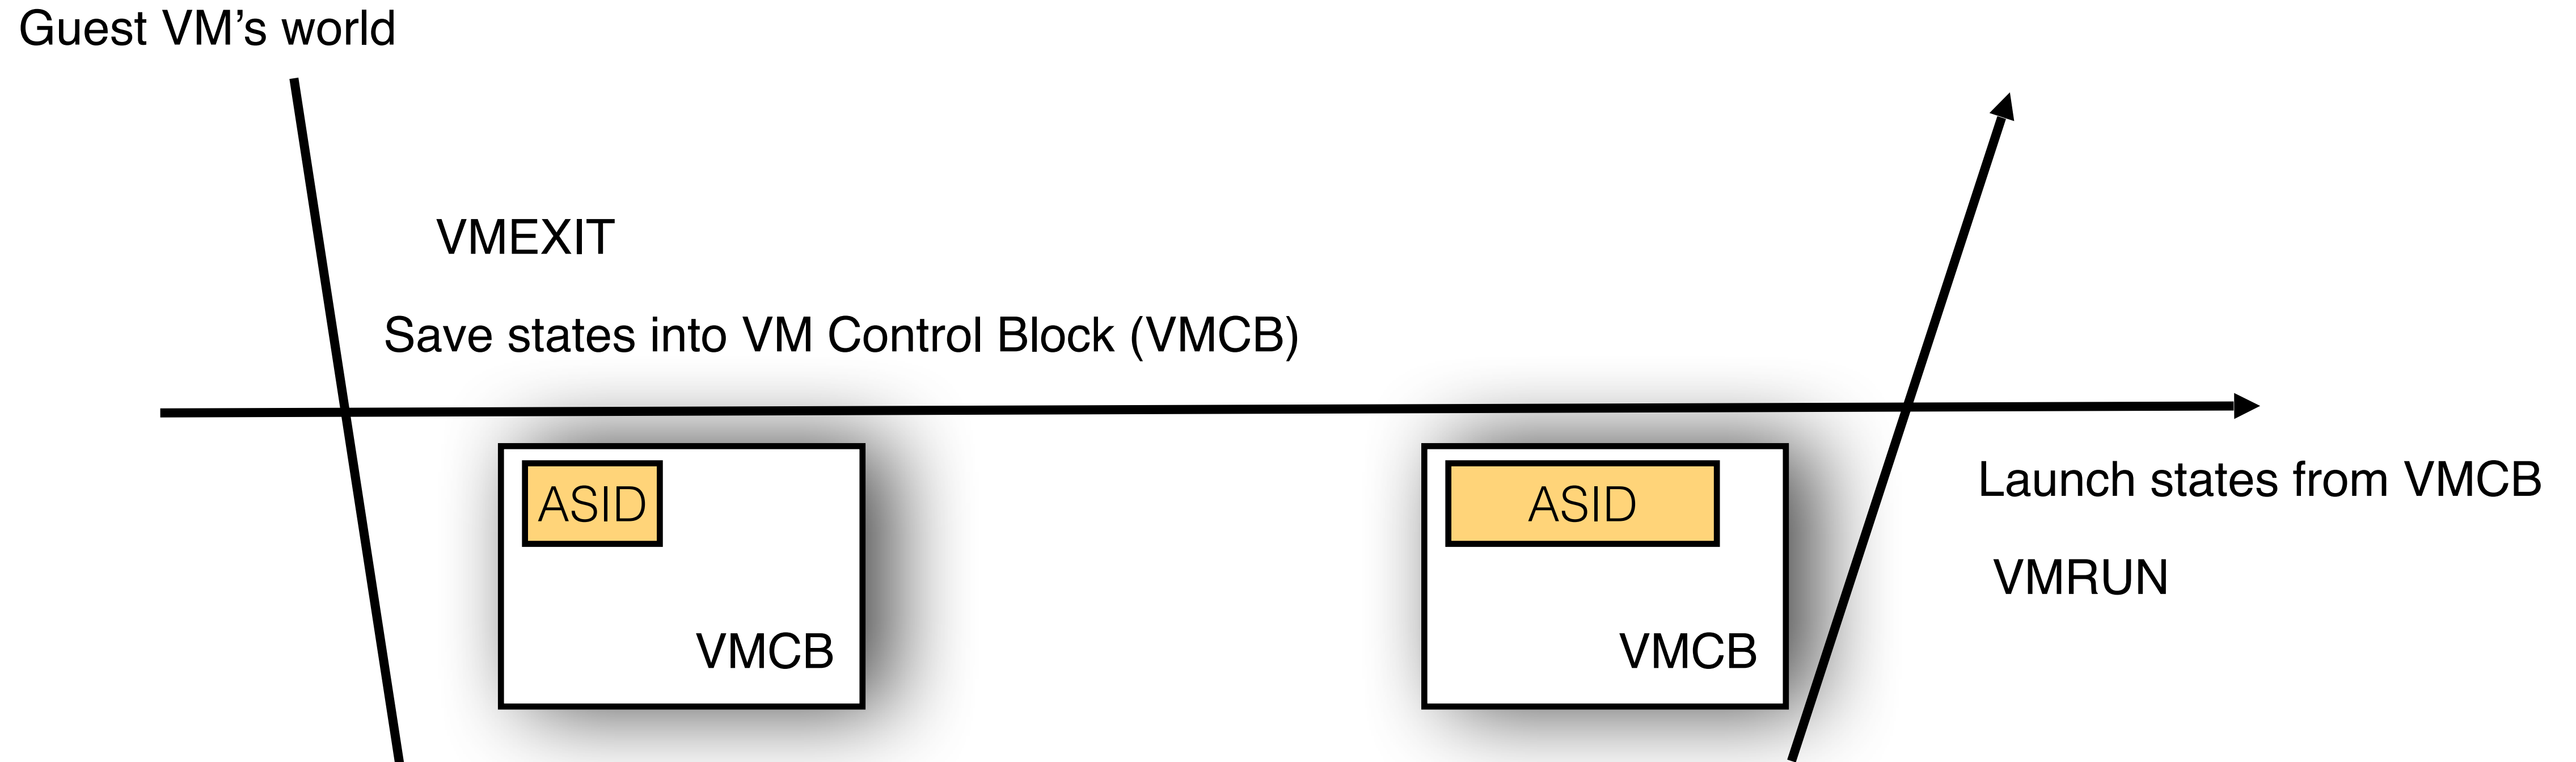 Guest VM’s world
VMEXIT
Save states into VM Control Block (VMCB)
ASID
VMCB
ASID
VMCB
Launch states from VMCB
VMRUN